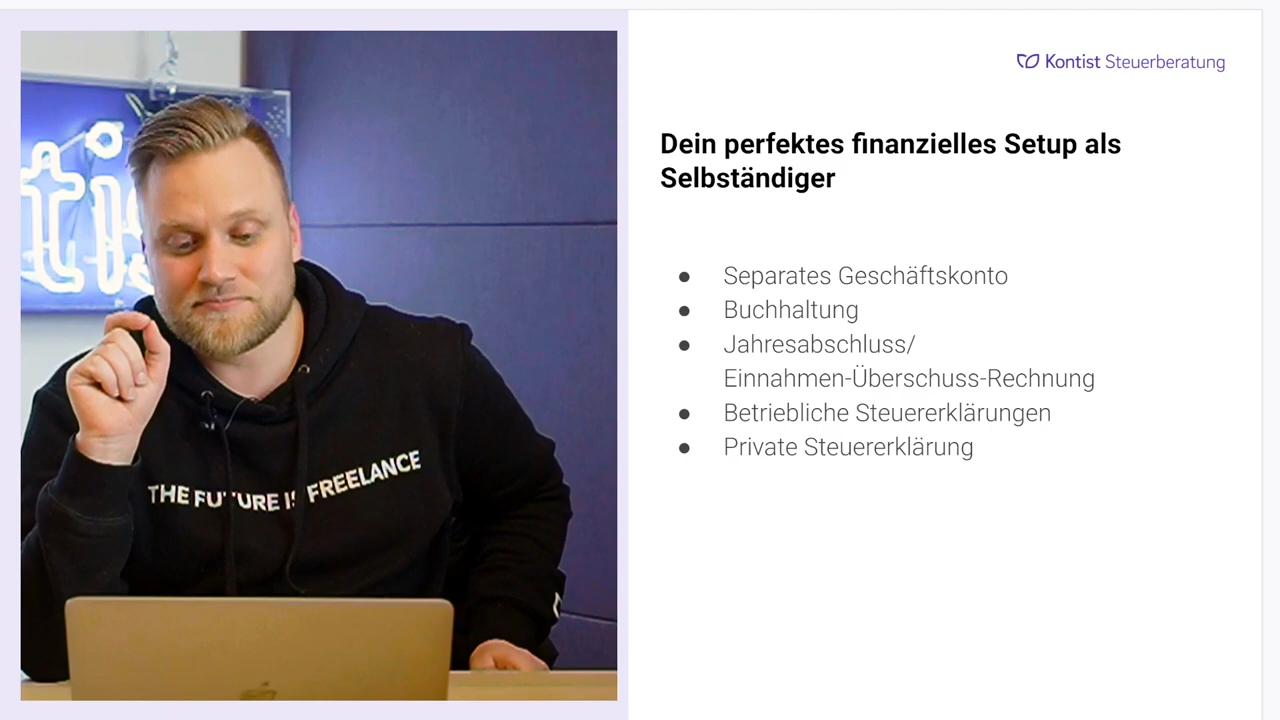 Kontist Steuerberatung
Dein perfektes finanzielles Setup als
Selbständiger
● Separates Geschäftskonto
● Buchhaltung
● Jahresabschluss/
Einnahmen-Überschuss-Rechnung
● Betriebliche Steuererklärungen
● Private Steuererklärung
THE FUTURE IS FREELANCE